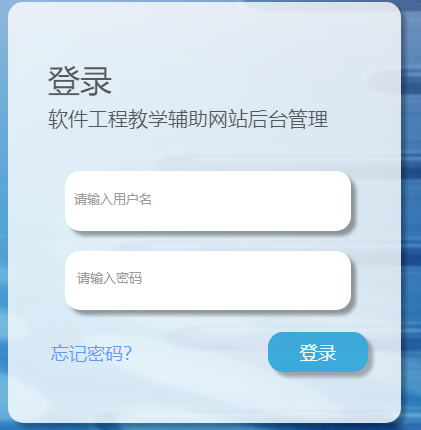 登录
软件工程教学辅助网站后台管理
请输入用户名
请输入密码
忘记密码?
登录